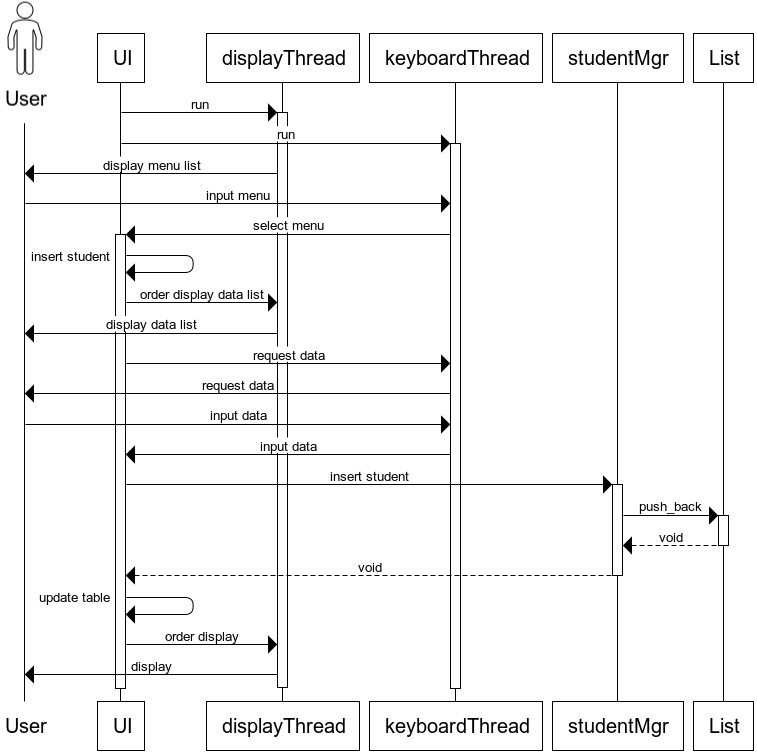 User
UI
displayThread
keyboardThread
studentMgr
List
run
run
display menu list
input menu
select menu
insert student
order display data list
display data list
request data
request data
input data
input data
insert student
push_back
void
void
update table
order display
display
User
UI
displayThread
keyboardThread
studentMgr
List